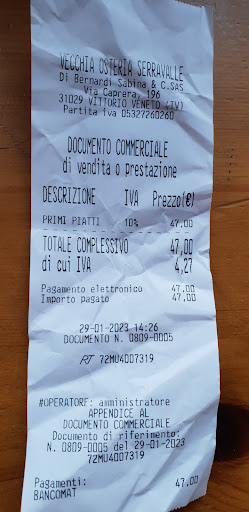 VECCHIA OSTERIA SERRAVALLE
Di Bernardi Sabina & C.SAS
Via Caprera, 196
31029 VITTORIO VENETO (TV)
Partita Iva 05327260260
DOCUMENTO COMMERCIALE
di vendita o prestazione
DESCRIZIONE IVA Prezzo(€)
PRIMI PIATTI 10% 47,00
TOTALE COMPLESSIVO 47,00
di cui IVA 4,27
Pagamento elettronico 47,00
Importo pagato 47,00
29-01-2023 14:26
DOCUMENTO N. 0809-0005
RT 72MU4007319
#OPERATORE: amministratore
APPENDICE AL
DOCUMENTO COMMERCIALE
Documento di riferimento:
N. 0809-0005 del 29-01-2023
72MU4007319
Pagamenti: 47,00
BANCOMAT